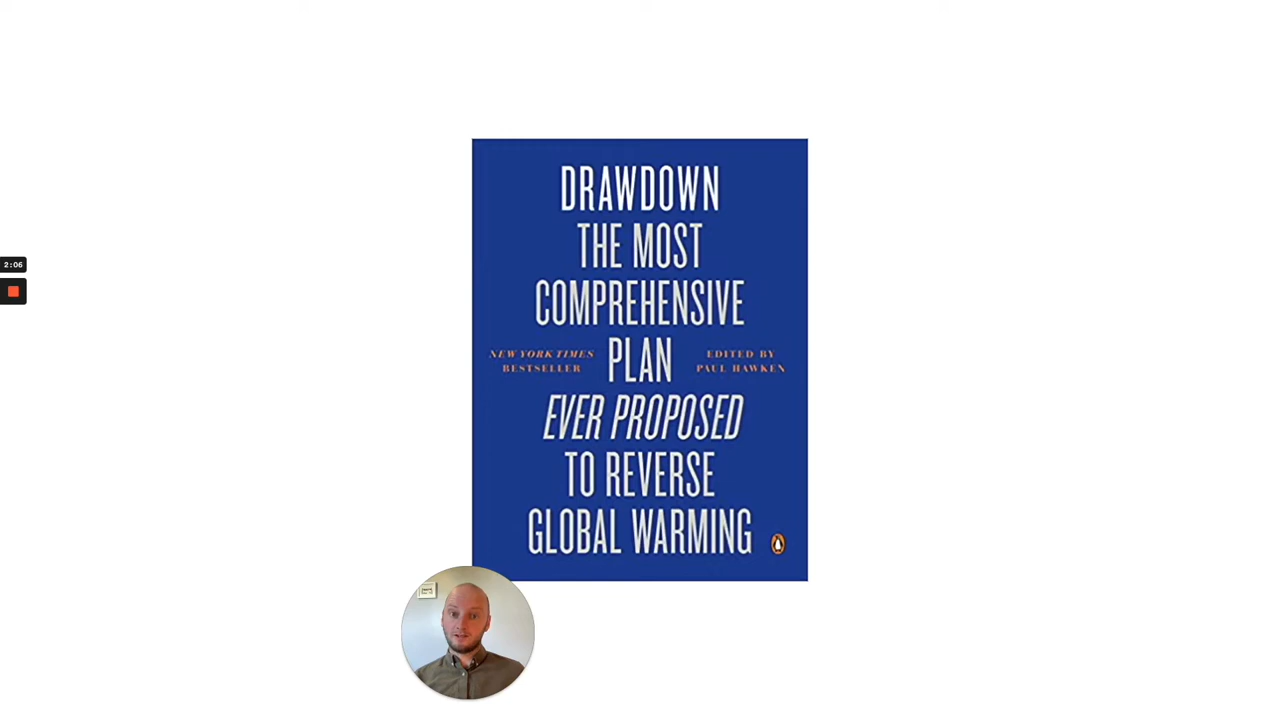 DRAWDOWN
THE MOST
COMPREHENSIVE
PLAN
NEW YORK TIMES
BESTSELLER
EDITED BY
PAUL HAWKEN
EVER PROPOSED
TO REVERSE
GLOBAL WARMING
2:06